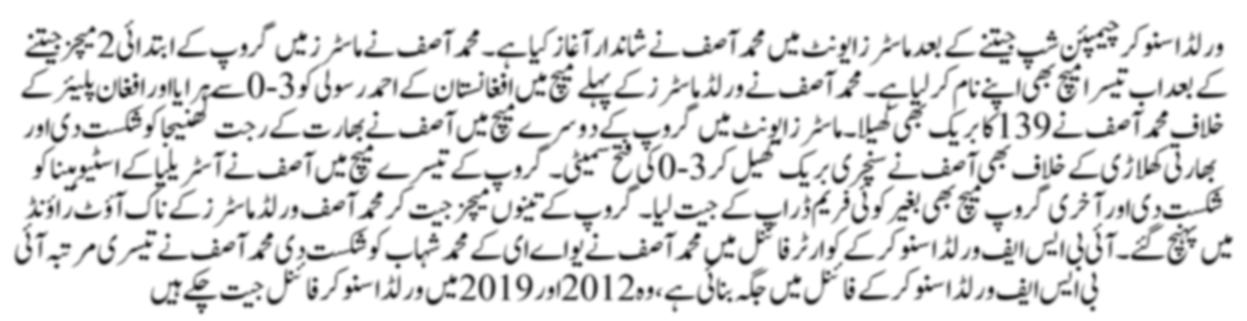 ورلڈ اسنوکر چیمپئن شپ جیتنے کے بعد ماسٹرز ایونٹ میں محمد آصف نے شاندار آغاز کیا ہے۔ محمد آصف نے ماسٹرز میں گروپ کے ابتدائی 2 میچز جیتنے
کے بعد اب تیسرا میچ بھی اپنے نام کرلیا ہے۔ محمد آصف نے ورلڈ ماسٹرز کے پہلے میچ میں افغانستان کے احمد رسولی کو 3-0 سے ہرایا اور افغان پلیئر کے
خلاف محمد آصف نے 139 کا بریک بھی کھیلا۔ ماسٹرز ایونٹ میں گروپ کے دوسرے میچ میں آصف نے بھارت کے رجت کھنیجا کو شکست دی اور
بھارتی کھلاڑی کے خلاف بھی آصف نے سنچری بریک کھیل کر 3-0 کی فتح سمیٹی۔ گروپ کے تیسرے میچ میں آصف نے آسٹریلیا کے اسٹیو مینا کو
شکست دی اور آخری گروپ میچ بھی بغیر کوئی فریم ڈراپ کے جیت لیا۔ گروپ کے تینوں میچز جیت کر محمد آصف ورلڈ ماسٹرز کے ناک آؤٹ راؤنڈ
میں پہنچ گئے۔ آئی بی ایس ایف ورلڈ اسنوکر کے کوارٹر فائنل میں محمد آصف نے یو اے ای کے محمد شہاب کو شکست دی محمد آصف نے تیسری مرتبہ آئی
بی ایس ایف ورلڈ اسنوکر کے فائنل میں جگہ بنائی ہے، وہ 2012 اور 2019 میں ورلڈ اسنوکر فائنل جیت چکے ہیں